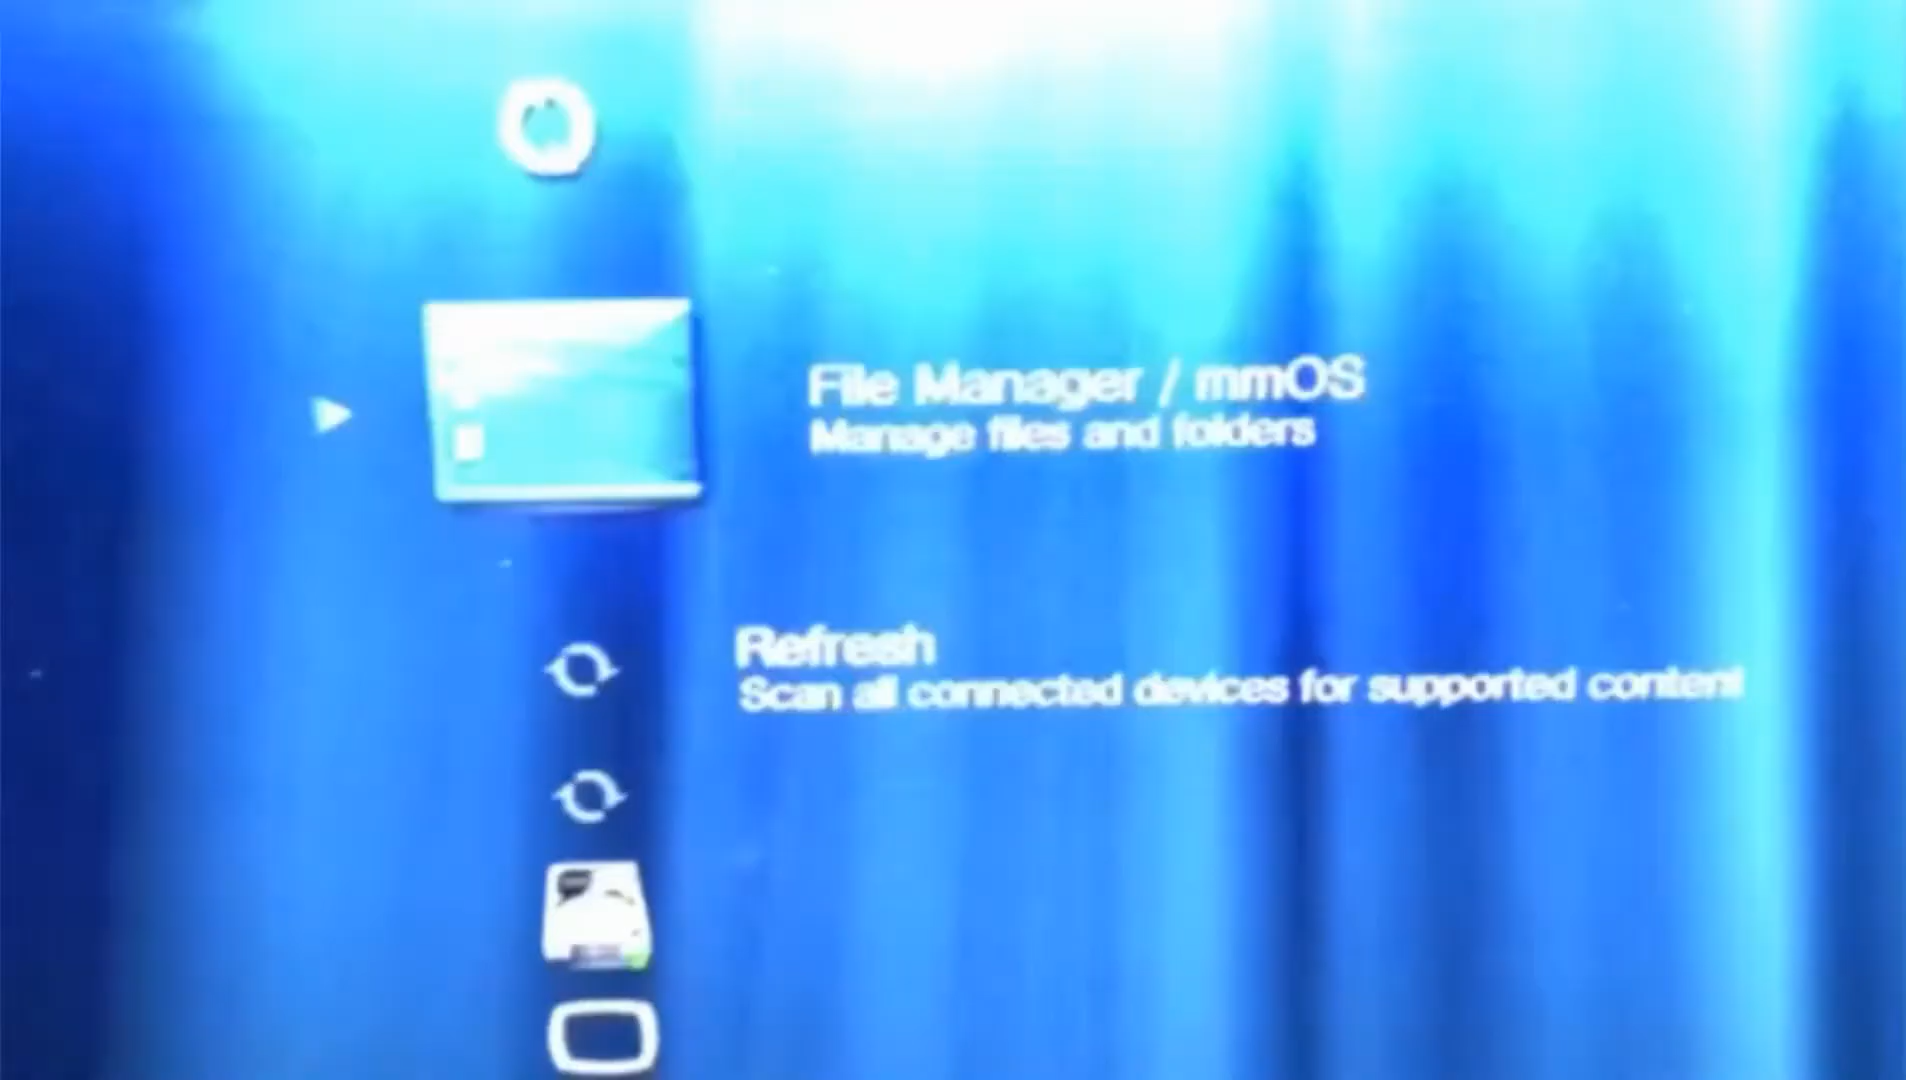 File Manager / mmOS
Manage files and folders
Refresh
Scan all connected devices for supported content